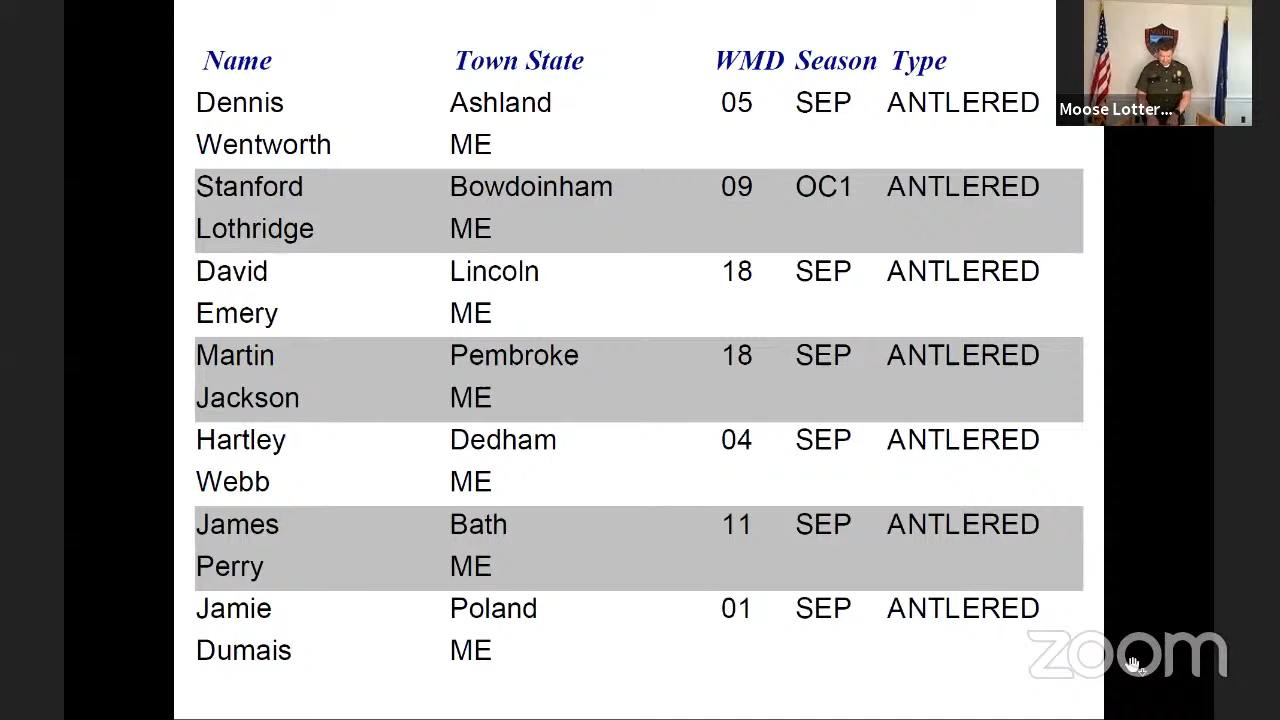 Name Town State WMD Season Type
Dennis Ashland 05 SEP ANTLERED
Wentworth ME
Stanford Bowdoinham 09 OC1 ANTLERED
Lothridge ME
David Lincoln 18 SEP ANTLERED
Emery ME
Martin Pembroke 18 SEP ANTLERED
Jackson ME
Hartley Dedham 04 SEP ANTLERED
Webb ME
James Bath 11 SEP ANTLERED
Perry ME
Jamie Poland 01 SEP ANTLERED
Dumais ME
MAINE
Moose Lotter...
zoom